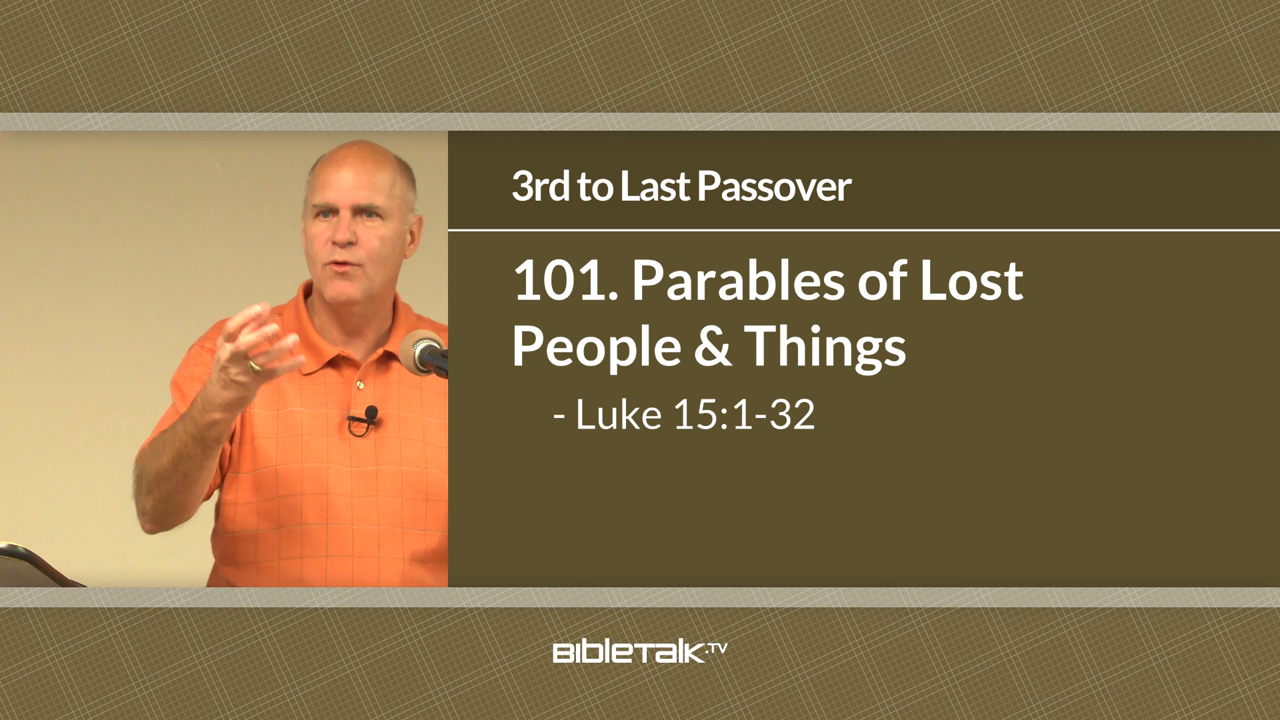 3rd to Last Passover
101. Parables of Lost
People & Things
- Luke 15:1-32
BIBLETALK.TV